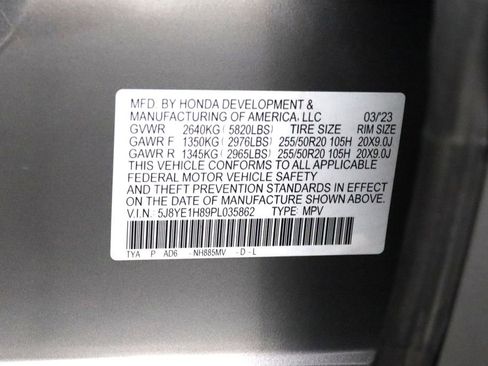 MFD. BY HONDA DEVELOPMENT &
MANUFACTURING OF AMERICA, LLC 03/'23
GVWR 2640KG (5820LBS) TIRE SIZE RIM SIZE
GAWR F 1350KG (2976LBS) 255/50R20 105H 20X9.0J
GAWR R 1345KG (2965LBS) 255/50R20 105H 20X9.0J
THIS VEHICLE CONFORMS TO ALL APPLICABLE
FEDERAL MOTOR VEHICLE SAFETY
AND THEFT PREVENTION STANDARDS IN EFFECT
ON THE DATE OF MANUFACTURE SHOWN ABOVE.
V.I.N. 5J8YE1H89PL035862 TYPE: MPV
TYA P AD6 - NH885MV - D - L